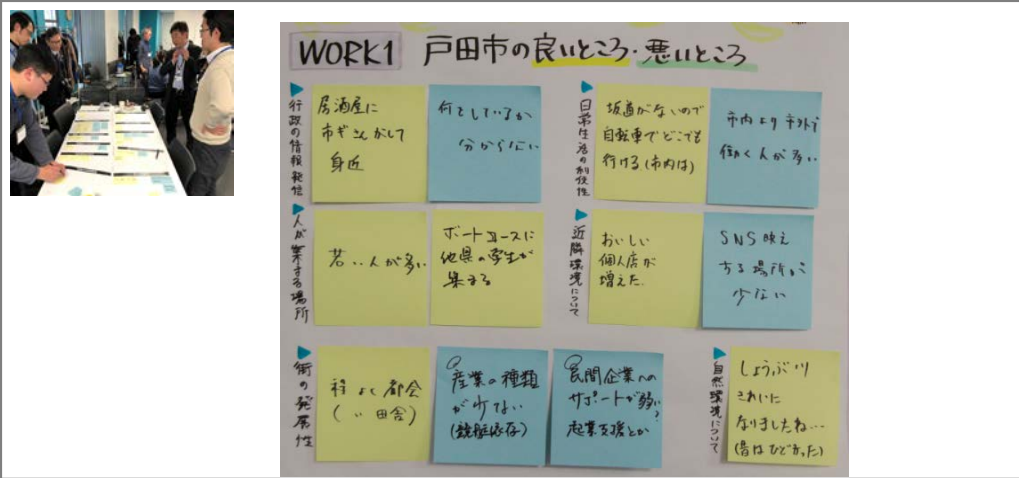 WORK1 戸田市の良いところ・悪いところ
行政の情報発信
居酒屋に
市ぎさんがして
身近
何をしているか
分からない
日常生活の利便性
坂道がないので
自転車でどこでも
行ける(市内は)
市内より市外で
働く人が多い
人が集まる場所
若い人が多い
ボートコースに
他県の学生が
集まる
近隣環境について
おいしい
個人店が
増えた
SNS映え
する場所が
少ない
街の発展性
程よく都会
( 〃 田舎)
産業の種類
が少ない
(競艇依存)
民間企業への
サポートが弱い?
起業支援とか
自然環境について
しょうぶ川
きれいに
なりましたね…
(昔はひどかった)